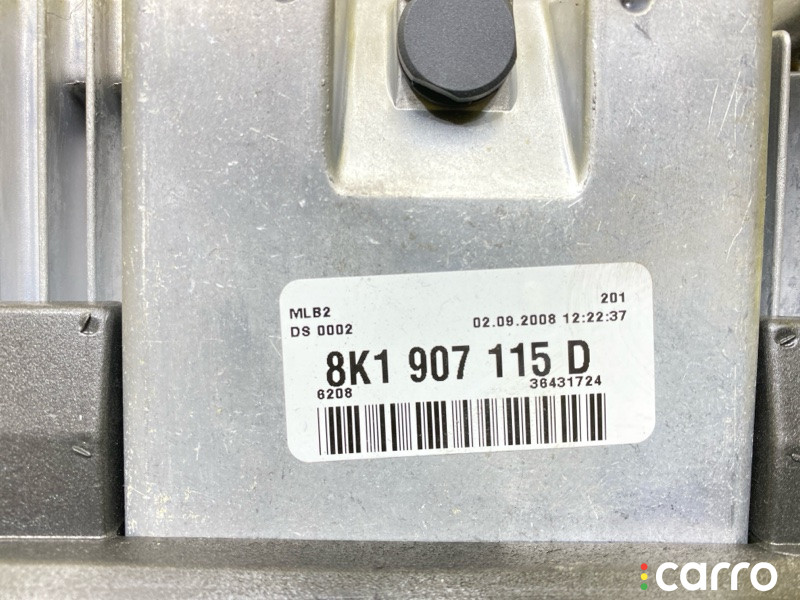 MLB2 201
DS 0002 02.09.2008 12:22:37
8K1 907 115 D
6208 36431724
carro